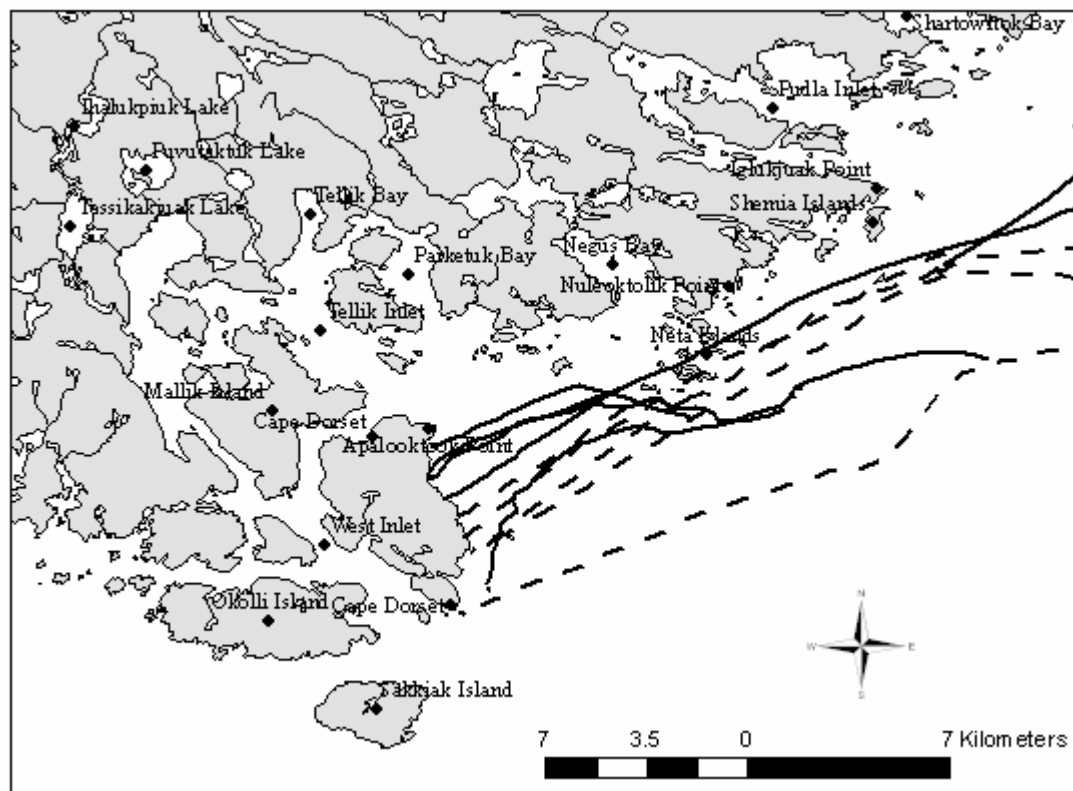 Shartowitok Bay
Pudla Inlet
Ihalukpiuk Lake
Puvutaktuk Lake
Iglukjuak Point
Tellik Bay
Tessikakjuak Lake
Shemia Islands
Negus Bay
Parketuk Bay
Nuleoktolik Point
Tellik Inlet
Neta Islands
Mallik Island
Cape Dorset
Apalooktook Point
West Inlet
Okolli Island
Cape Dorset
N
W
E
S
Sakkiak Island
7 3.5 0 7 Kilometers